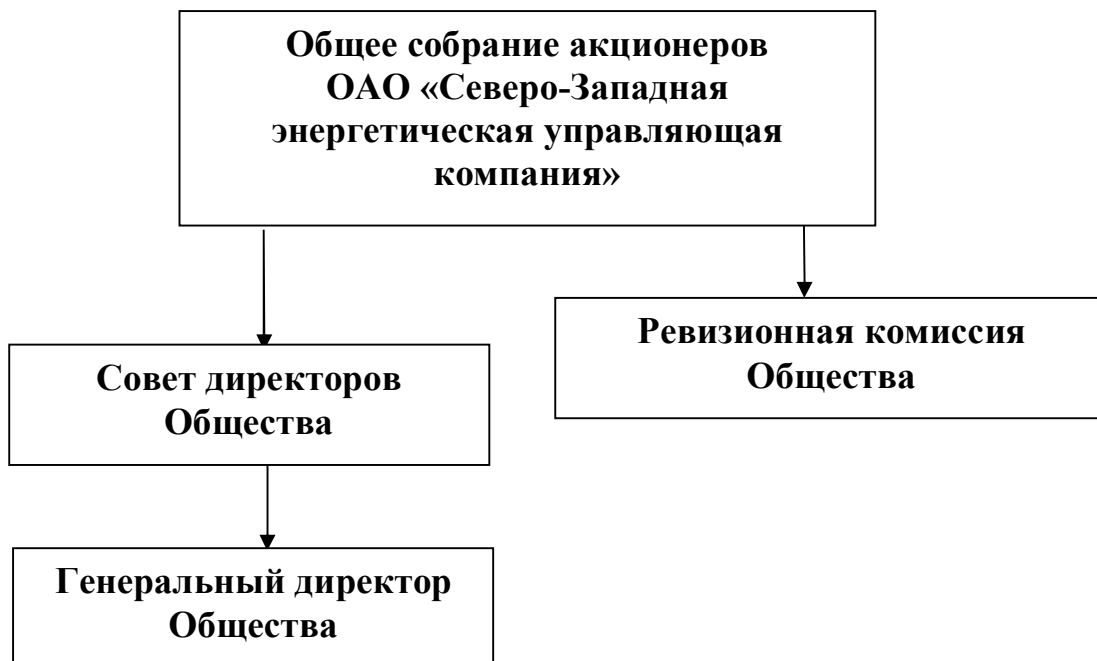 Общее собрание акционеров
ОАО «Северо-Западная
энергетическая управляющая
компания»
Ревизионная комиссия
Общества
Совет директоров
Общества
Генеральный директор
Общества